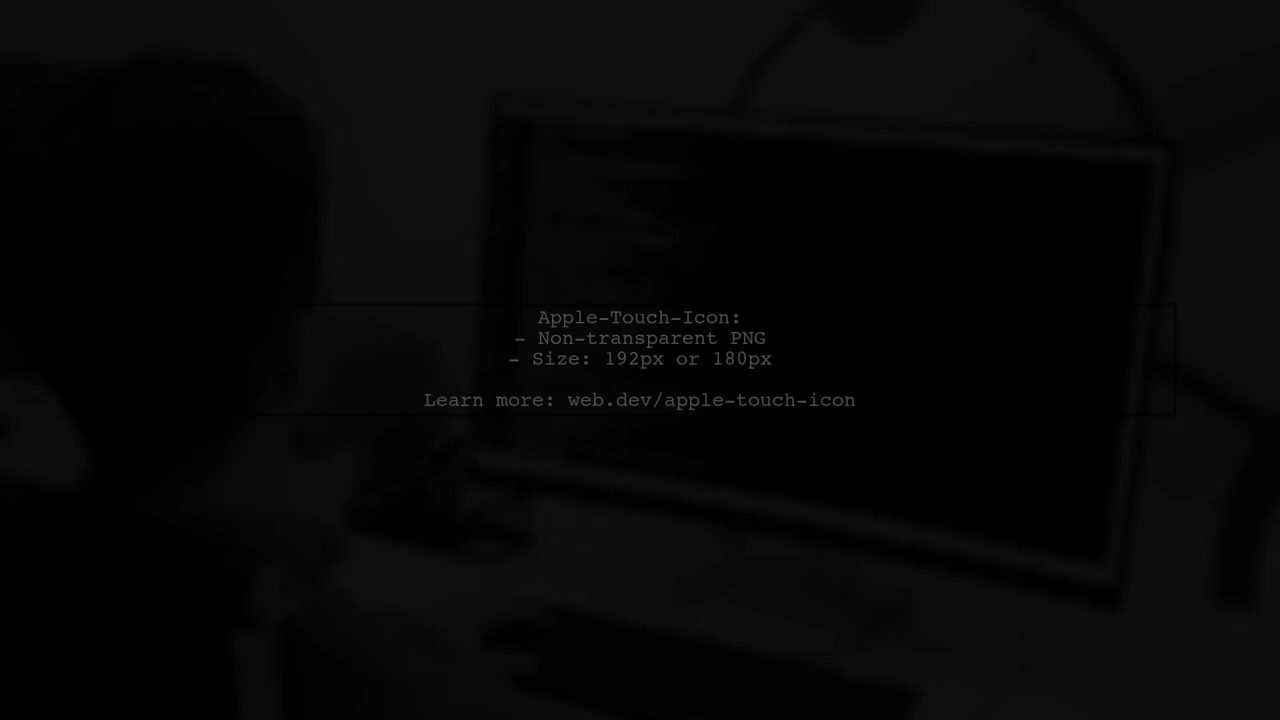 Apple-Touch-Icon:
- Non-transparent PNG
- Size: 192px or 180px
Learn more: web.dev/apple-touch-icon